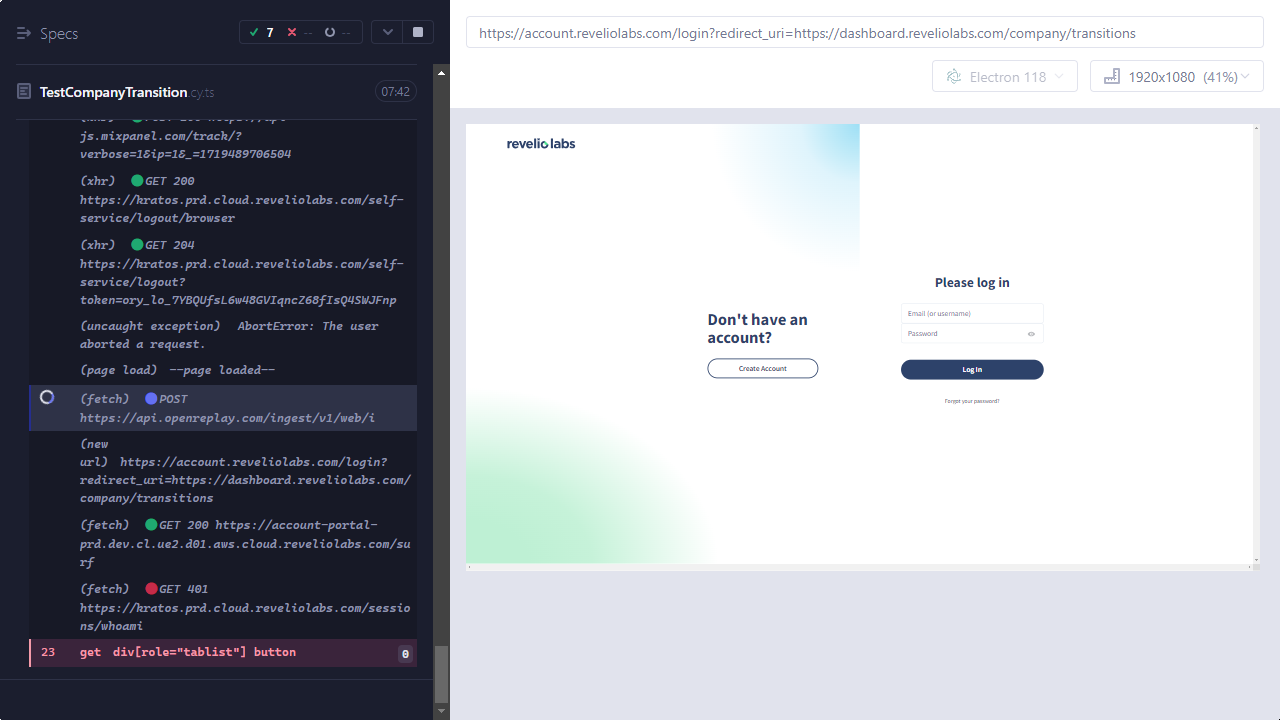 Specs
7
--
--
TestCompanyTransition.cy.ts
07:42
js.mixpanel.com/track/?
verbose=1&ip=1&_=1719489706504
(xhr) GET 200
https://kratos.prd.cloud.reveliolabs.com/self-
service/logout/browser
(xhr) GET 204
https://kratos.prd.cloud.reveliolabs.com/self-
service/logout?
token=ory_lo_7YBQUfsL6w48GVIqncZ68fIsQ4SWJFnp
(uncaught exception) AbortError: The user
aborted a request.
(page load) --page loaded--
(fetch) POST
https://api.openreplay.com/ingest/v1/web/i
(new
url) https://account.reveliolabs.com/login?
redirect_uri=https://dashboard.reveliolabs.com/
company/transitions
(fetch) GET 200 https://account-portal-
prd.dev.cl.ue2.d01.aws.cloud.reveliolabs.com/su
rf
(fetch) GET 401
https://kratos.prd.cloud.reveliolabs.com/sessio
ns/whoami
23 get div[role="tablist"] button 0
https://account.reveliolabs.com/login?redirect_uri=https://dashboard.reveliolabs.com/company/transitions
Electron 118
1920x1080 (41%)
revelio labs
Don't have an
account?
Create Account
Please log in
Email (or username)
Password
Log In
Forgot your password?